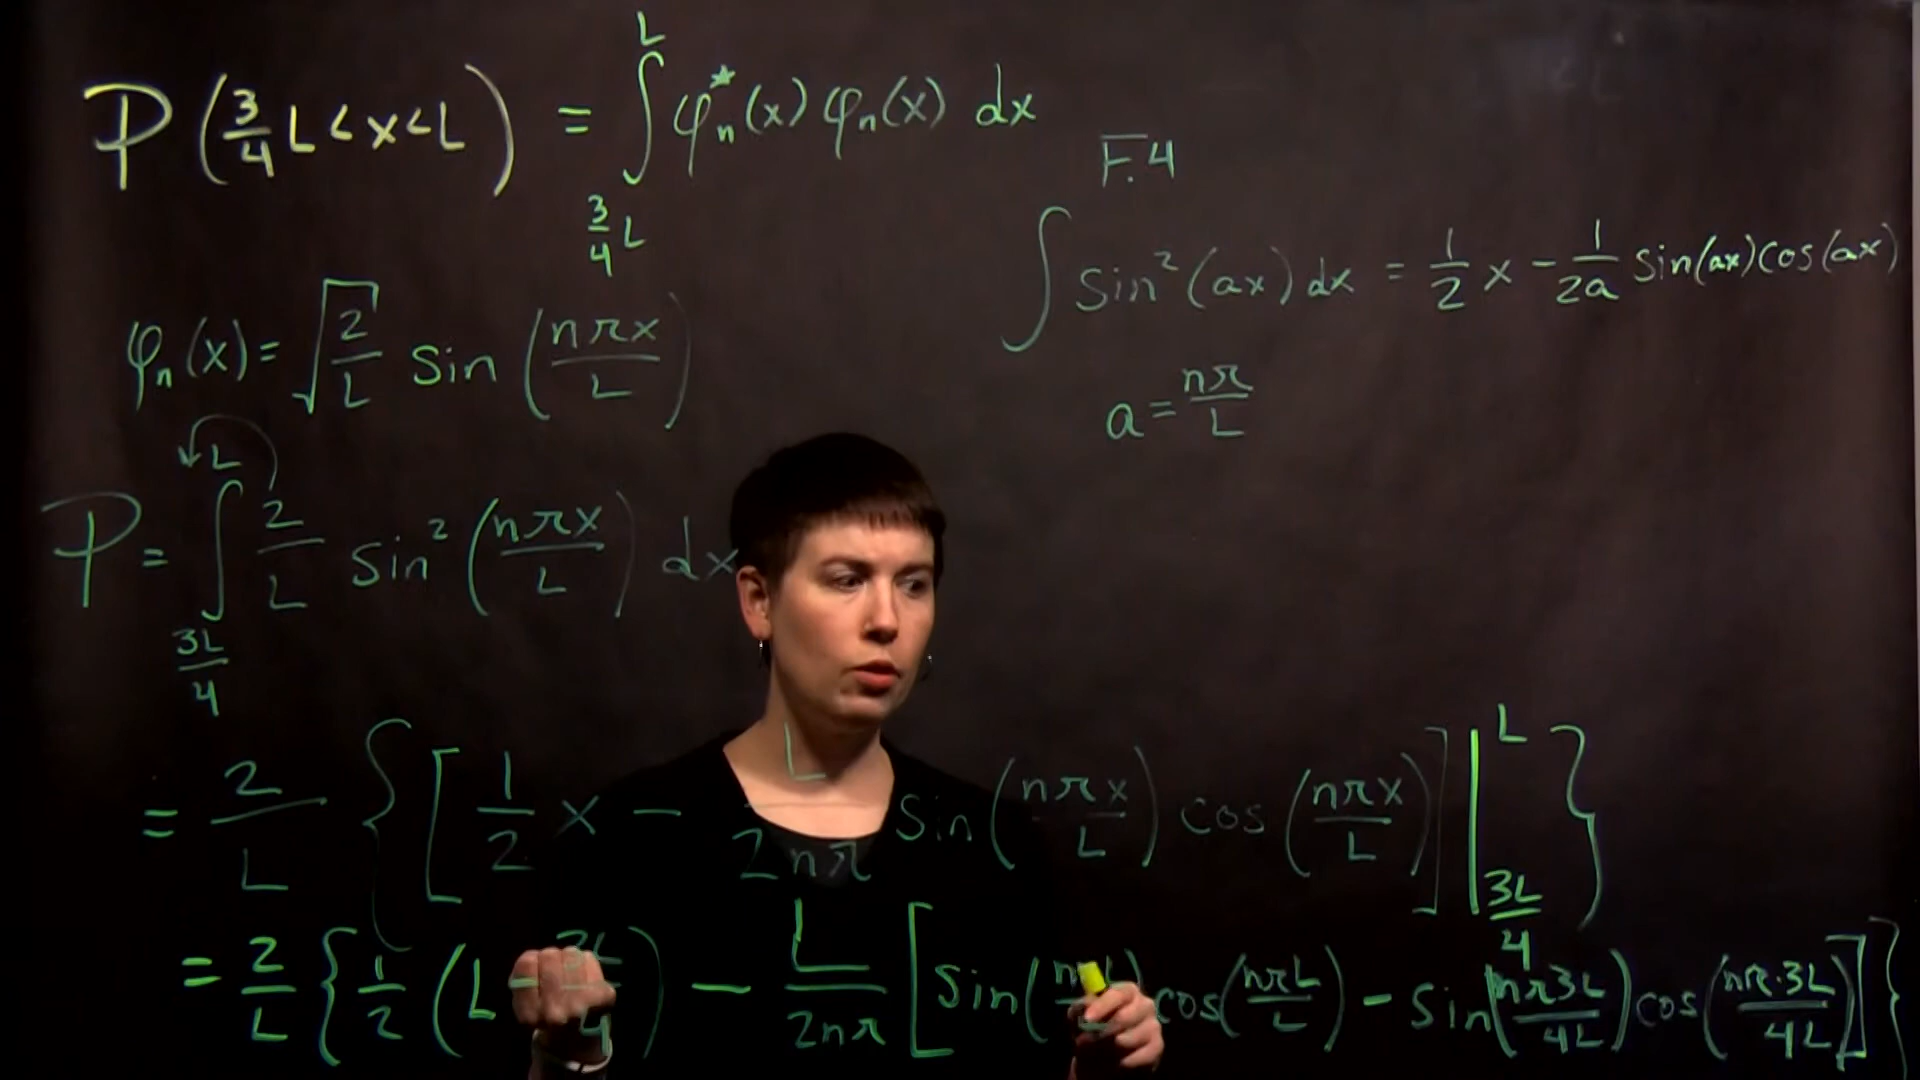 P(3/4 L < x < L) = ∫_{3/4 L}^{L} φ*_n(x) φ_n(x) dx
F.4
∫ sin²(ax) dx = 1/2 x − 1/2a sin(ax) cos(ax)
φ_n(x) = √(2/L) sin(nπx/L)
a = nπ/L
P = ∫_{3L/4}^{L} 2/L sin²(nπx/L) dx
= 2/L {[1/2 x − L/2nπ sin(nπx/L) cos(nπx/L)] |_{3L/4}^{L}}
= 2/L {1/2 (L − 3L/4) − L/2nπ [sin(nπL/L) cos(nπL/L) − sin(nπ3L/4L) cos(nπ·3L/4L)]}